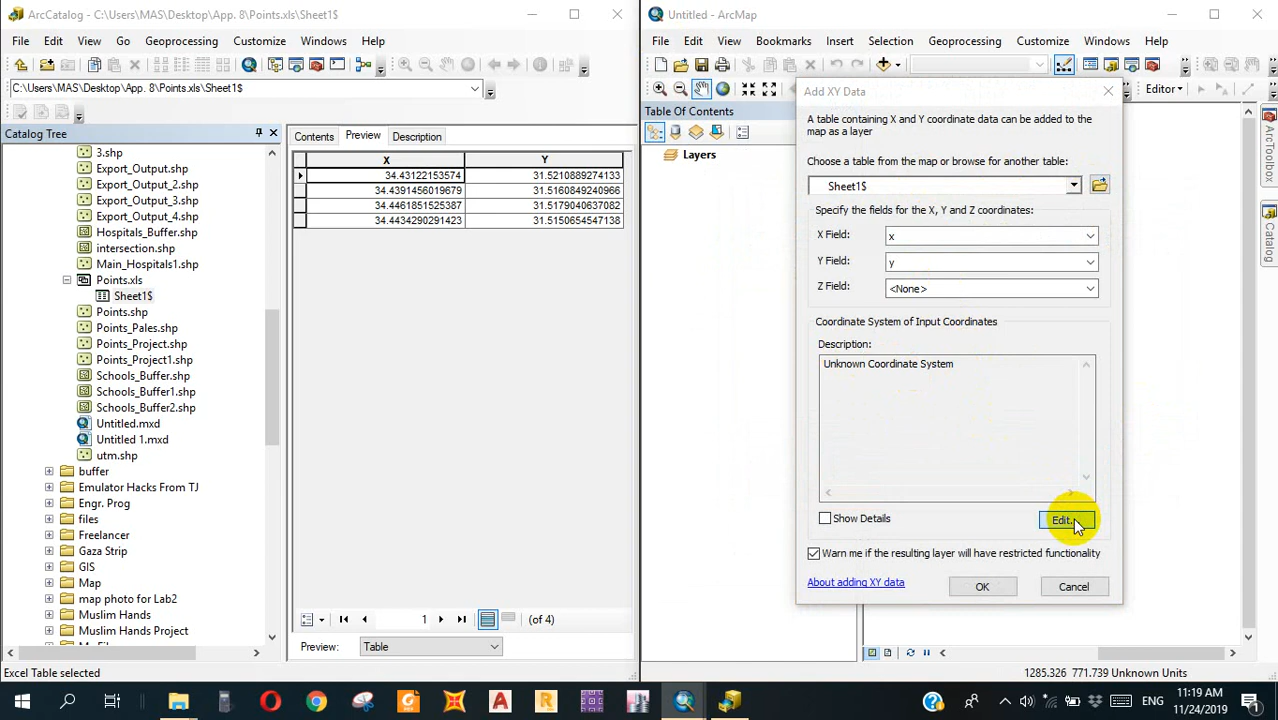 ArcCatalog - C:\Users\MAS\Desktop\App. 8\Points.xls\Sheet1$
File Edit View Go Geoprocessing Customize Windows Help
C:\Users\MAS\Desktop\App. 8\Points.xls\Sheet1$
Catalog Tree
3.shp
Export_Output.shp
Export_Output_2.shp
Export_Output_3.shp
Export_Output_4.shp
Hospitals_Buffer.shp
intersection.shp
Main_Hospitals1.shp
Points.xls
Sheet1$
Points.shp
Points_Pales.shp
Points_Project.shp
Points_Project1.shp
Schools_Buffer.shp
Schools_Buffer1.shp
Schools_Buffer2.shp
Untitled.mxd
Untitled 1.mxd
utm.shp
buffer
Emulator Hacks From TJ
Engr. Prog
files
Freelancer
Gaza Strip
GIS
Map
map photo for Lab2
Muslim Hands
Muslim Hands Project
Contents Preview Description
X Y
34.43122153574 31.5210889274133
34.4391456019679 31.5160849240966
34.4461851525387 31.5179040637082
34.4434290291423 31.5150654547138
1 (of 4)
Preview: Table
Excel Table selected
Untitled - ArcMap
File Edit View Bookmarks Insert Selection Geoprocessing Customize Windows Help
Editor
Table Of Contents
Layers
ArcToolbox
Catalog
Add XY Data
A table containing X and Y coordinate data can be added to the
map as a layer
Choose a table from the map or browse for another table:
Sheet1$
Specify the fields for the X, Y and Z coordinates:
X Field: x
Y Field: y
Z Field: <None>
Coordinate System of Input Coordinates
Description:
Unknown Coordinate System
Show Details Edit...
Warn me if the resulting layer will have restricted functionality
About adding XY data OK Cancel
1285.326 771.739 Unknown Units
ENG
11:19 AM
11/24/2019